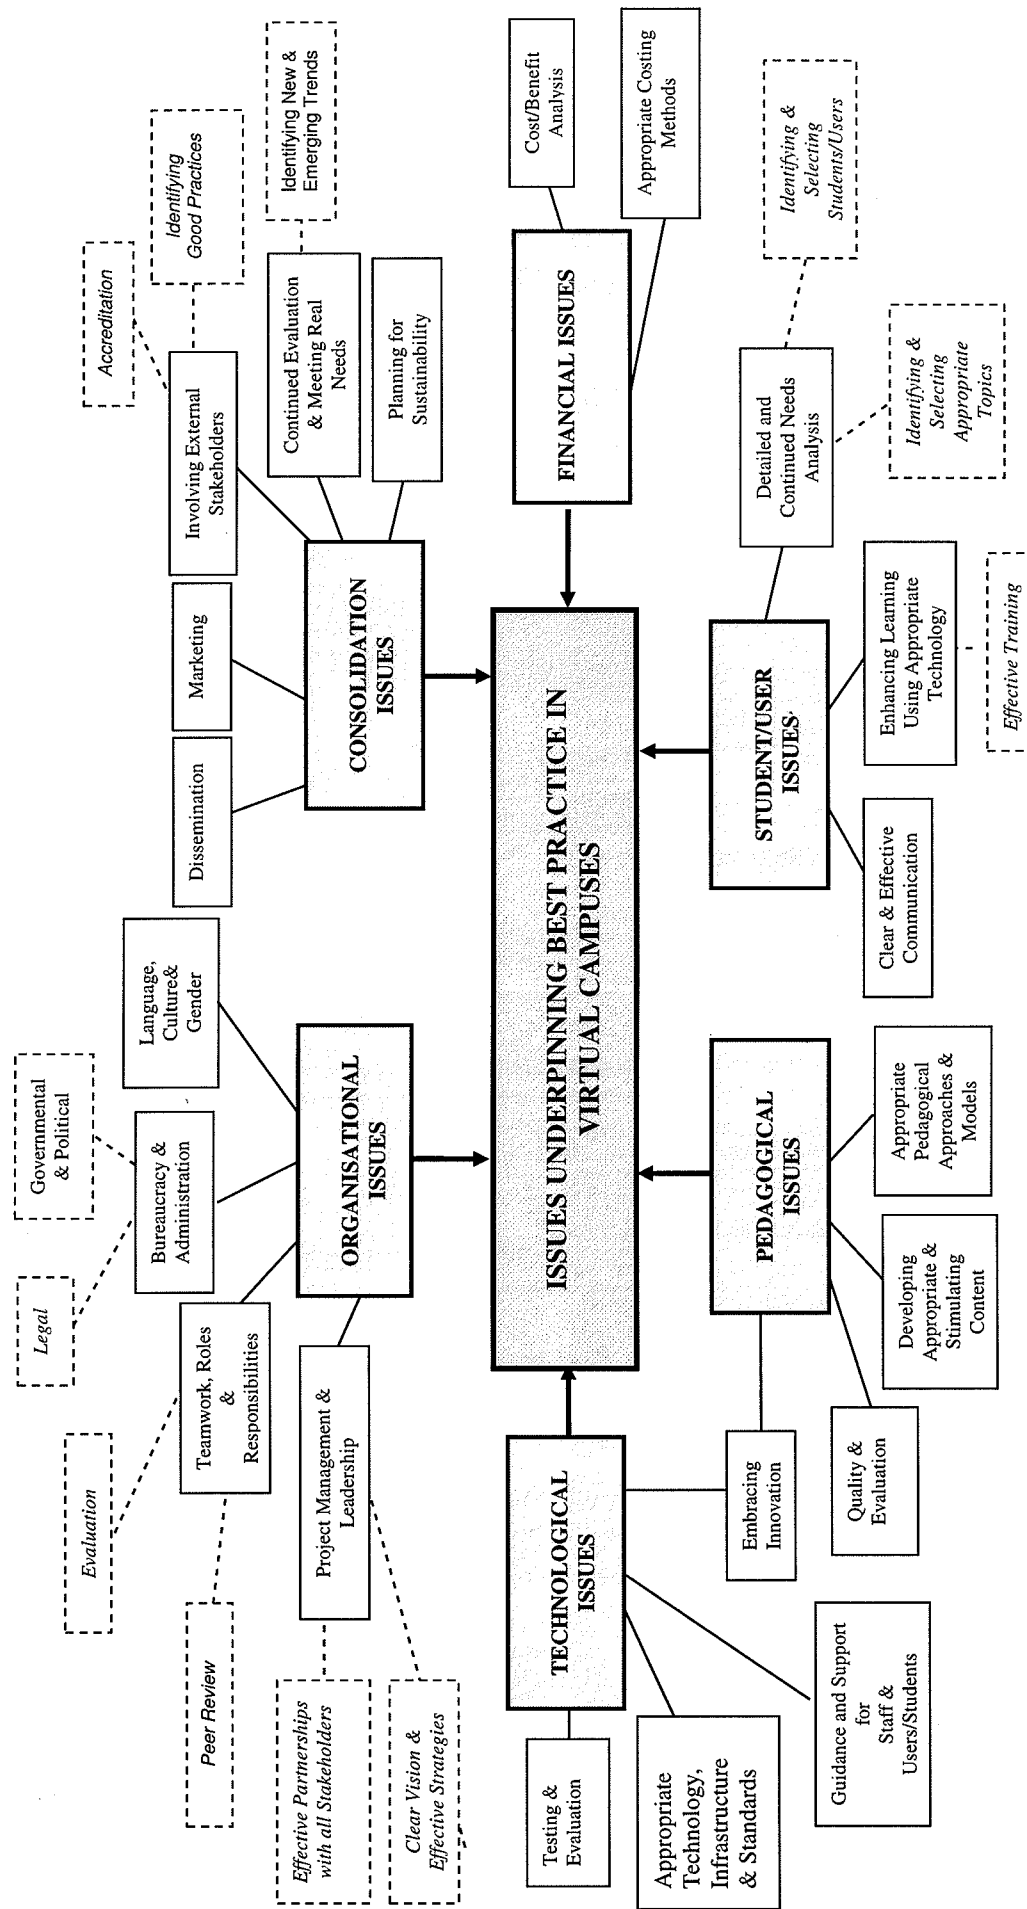 Legal
Governmental
& Political
Evaluation
Peer Review
Effective Partnerships
with all Stakeholders
Clear Vision &
Effective Strategies
Teamwork, Roles
&
Responsibilities
Bureaucracy &
Administration
Language,
Culture&
Gender
Project Management &
Leadership
ORGANISATIONAL
ISSUES
Accreditation
Identifying
Good Practices
Identifying New &
Emerging Trends
Dissemination
Marketing
Involving External
Stakeholders
Continued Evaluation
& Meeting Real
Needs
Planning for
Sustainability
CONSOLIDATION
ISSUES
Testing &
Evaluation
TECHNOLOGICAL
ISSUES
ISSUES UNDERPINNING BEST PRACTICE IN
VIRTUAL CAMPUSES
FINANCIAL ISSUES
Cost/Benefit
Analysis
Appropriate Costing
Methods
Appropriate
Technology,
Infrastructure
& Standards
Guidance and Support
for
Staff &
Users/Students
Embracing
Innovation
PEDAGOGICAL
ISSUES
Quality &
Evaluation
Developing
Appropriate &
Stimulating
Content
Appropriate
Pedagogical
Approaches &
Models
STUDENT/USER
ISSUES
Clear & Effective
Communication
Enhancing Learning
Using Appropriate
Technology
Effective Training
Detailed and
Continued Needs
Analysis
Identifying &
Selecting
Students/Users
Identifying &
Selecting
Appropriate
Topics